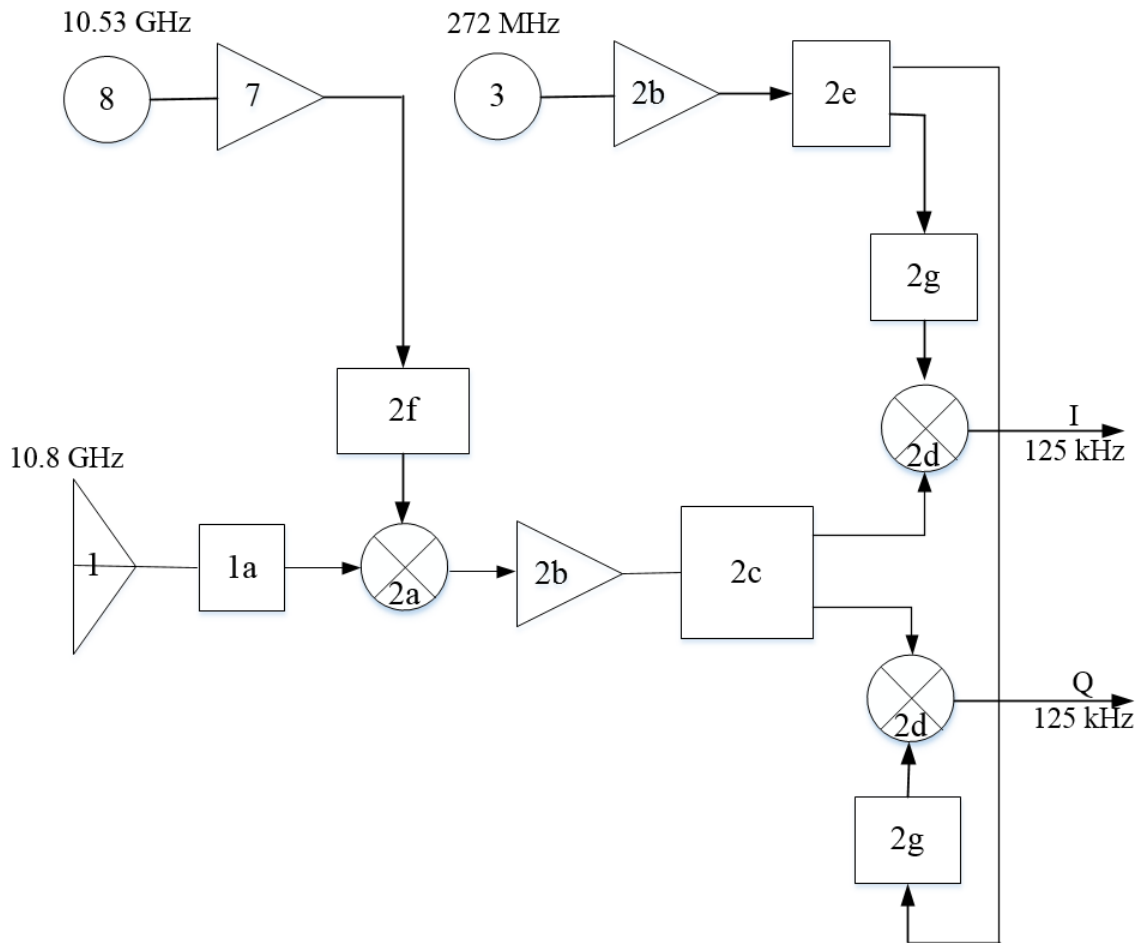 10.53 GHz
272 MHz
8
7
3
2b
2e
2g
2f
10.8 GHz
2d
I
125 kHz
1
1a
2a
2b
2c
2d
Q
125 kHz
2g